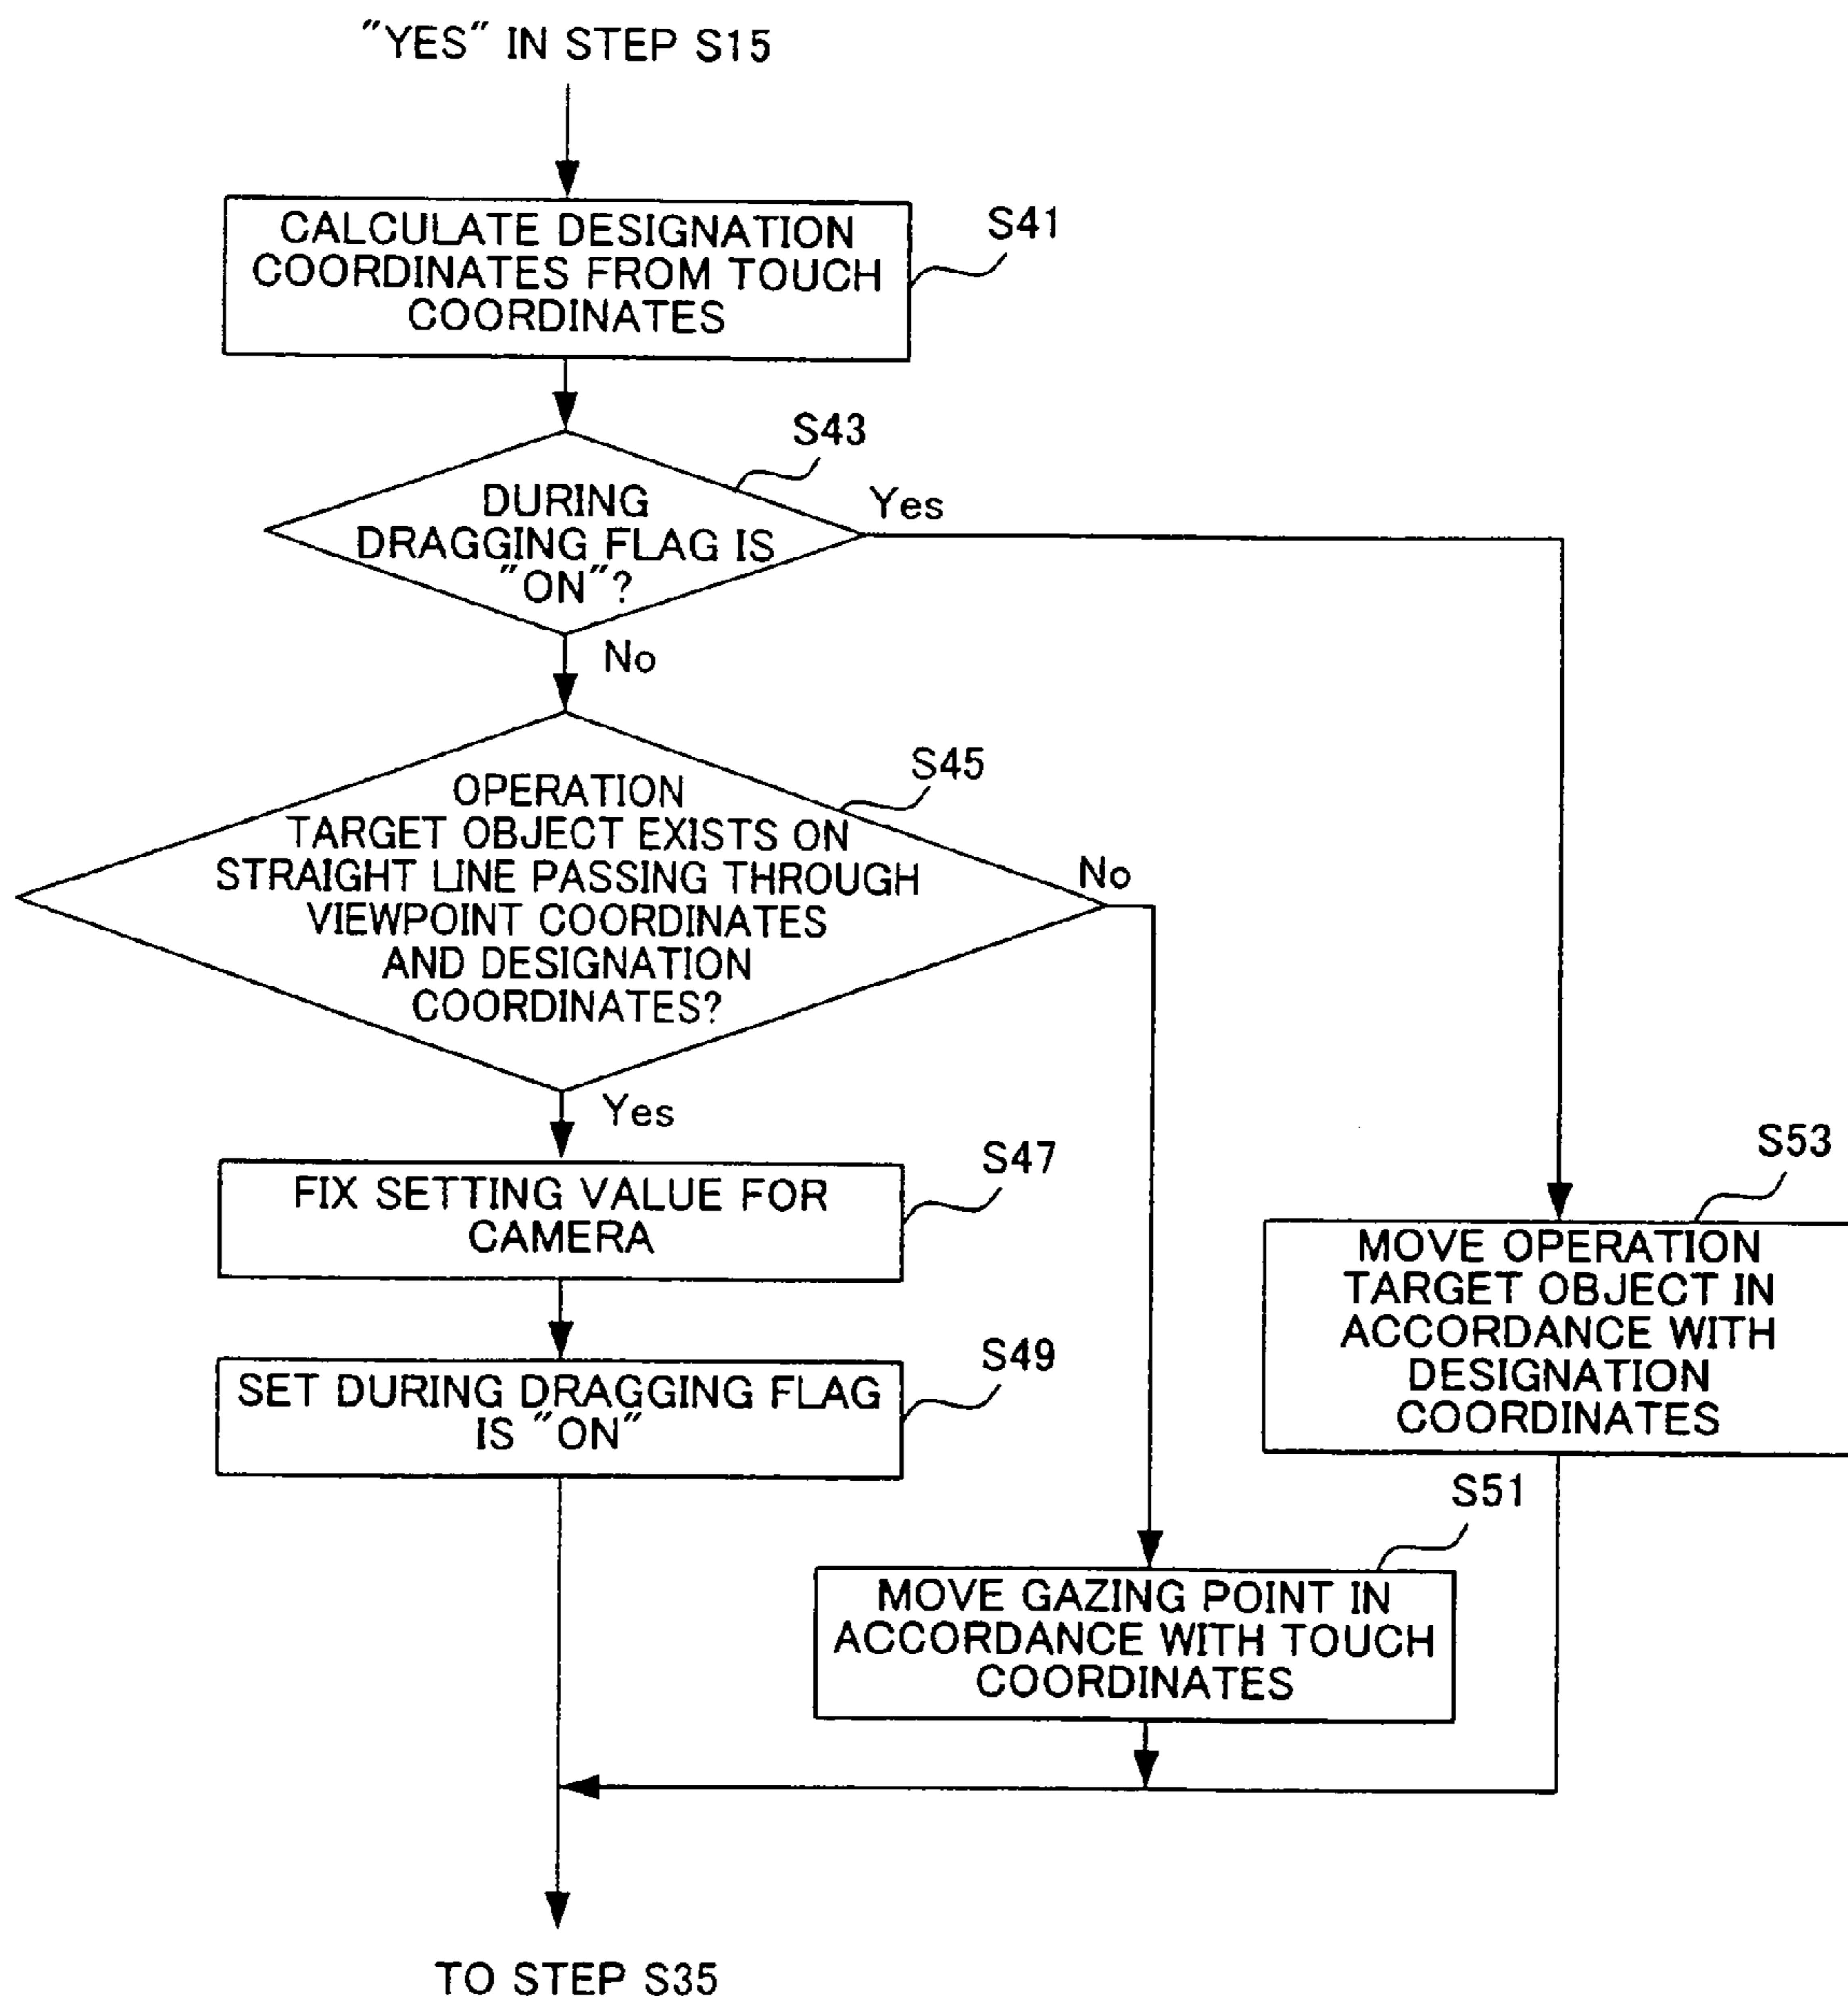 "YES" IN STEP S15
CALCULATE DESIGNATION
COORDINATES FROM TOUCH
COORDINATES
S41
DURING
DRAGGING FLAG IS
"ON"?
S43
Yes
No
OPERATION
TARGET OBJECT EXISTS ON
STRAIGHT LINE PASSING THROUGH
VIEWPOINT COORDINATES
AND DESIGNATION
COORDINATES?
S45
No
Yes
FIX SETTING VALUE FOR
CAMERA
S47
SET DURING DRAGGING FLAG
IS "ON"
S49
S53
MOVE OPERATION
TARGET OBJECT IN
ACCORDANCE WITH
DESIGNATION
COORDINATES
S51
MOVE GAZING POINT IN
ACCORDANCE WITH TOUCH
COORDINATES
TO STEP S35